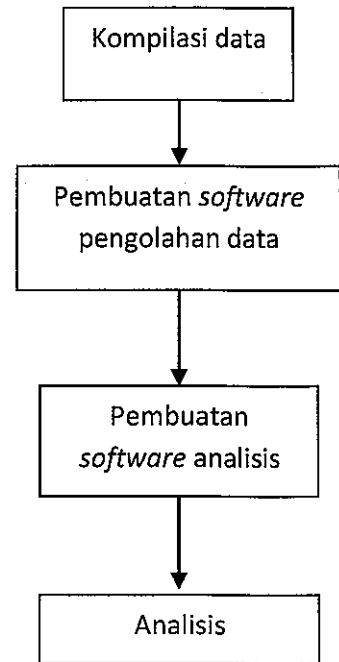 Kompilasi data
Pembuatan software
pengolahan data
Pembuatan
software analisis
Analisis